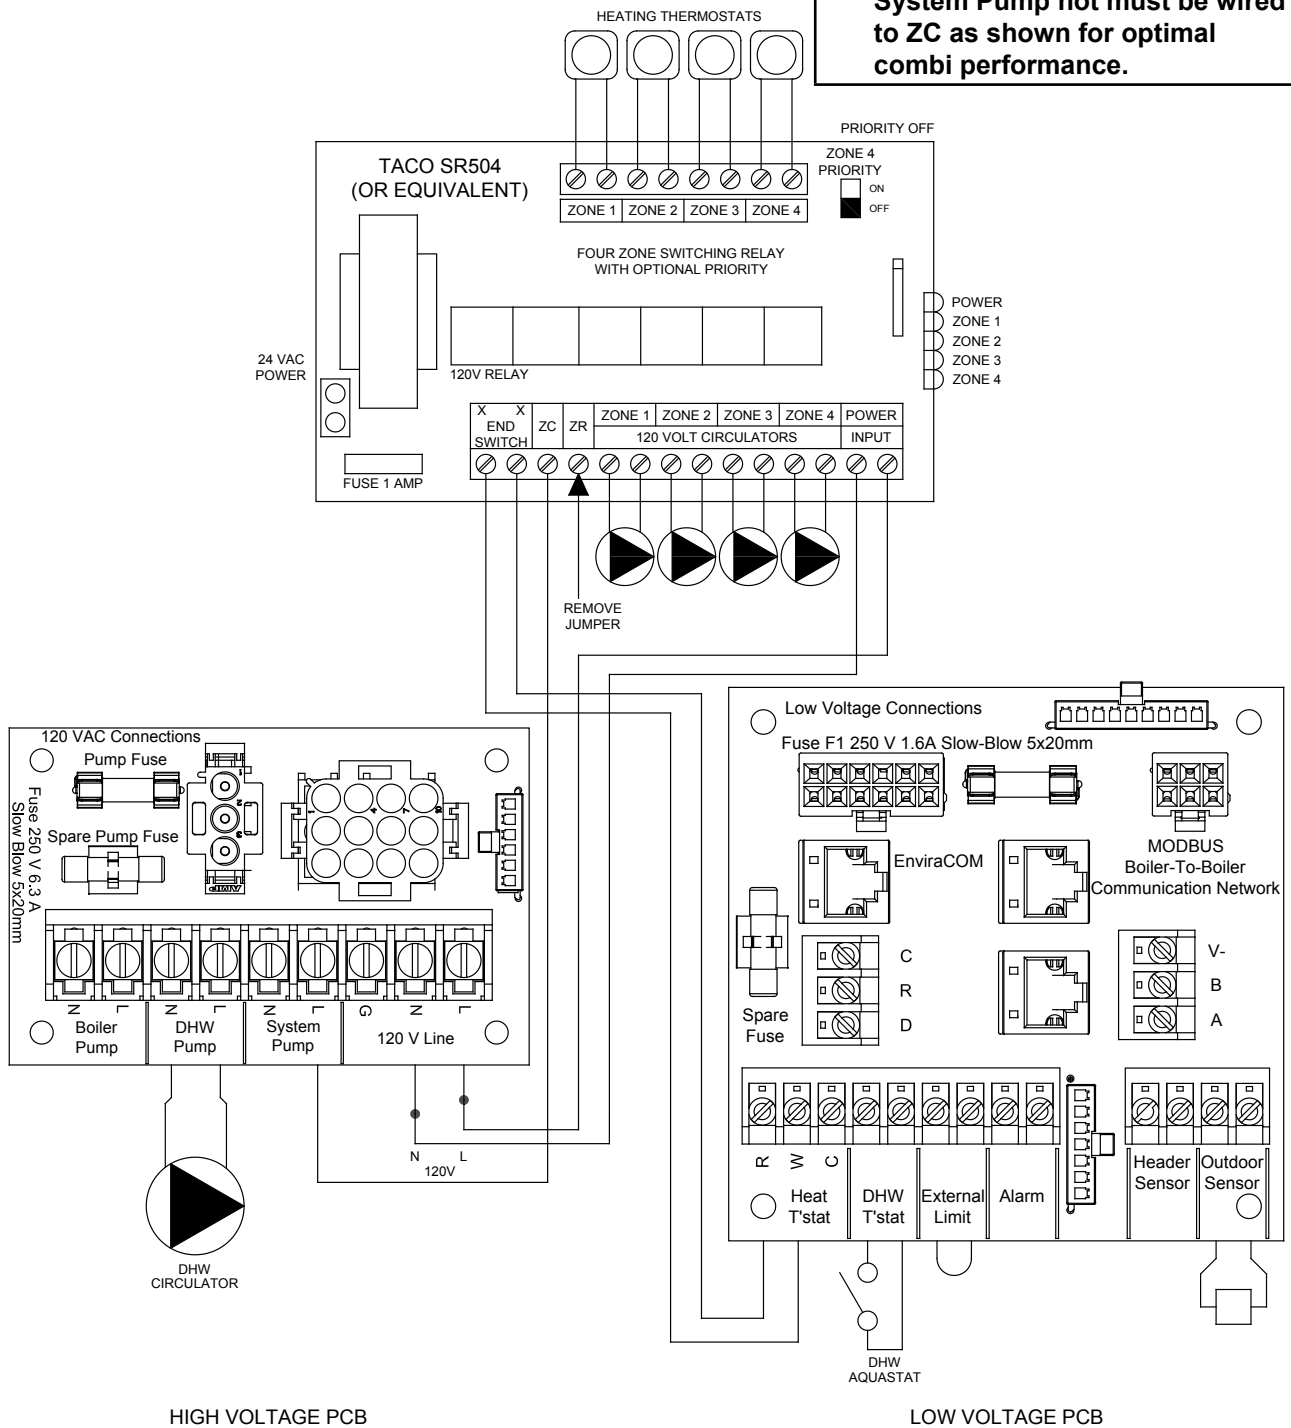 HEATING THERMOSTATS
System Pump hot must be wired
to ZC as shown for optimal
combi performance.
PRIORITY OFF
TACO SR504
(OR EQUIVALENT)
ZONE 4
PRIORITY
ON
OFF
ZONE 1 ZONE 2 ZONE 3 ZONE 4
FOUR ZONE SWITCHING RELAY
WITH OPTIONAL PRIORITY
POWER
ZONE 1
ZONE 2
ZONE 3
ZONE 4
24 VAC
POWER
120V RELAY
X X
END
SWITCH
ZC
ZR
ZONE 1 ZONE 2 ZONE 3 ZONE 4 POWER
120 VOLT CIRCULATORS INPUT
FUSE 1 AMP
REMOVE
JUMPER
120 VAC Connections
Pump Fuse
Fuse 250 V 6.3 A
Slow Blow 5x20mm
Spare Pump Fuse
AMP
N L N L N L G N L
Boiler
Pump
DHW
Pump
System
Pump
120 V Line
N L
120V
DHW
CIRCULATOR
HIGH VOLTAGE PCB
Low Voltage Connections
Fuse F1 250 V 1.6A Slow-Blow 5x20mm
EnviraCOM
MODBUS
Boiler-To-Boiler
Communication Network
C
R
D
V-
B
A
Spare
Fuse
R W C
Heat
T'stat
DHW
T'stat
External
Limit
Alarm
Header
Sensor
Outdoor
Sensor
DHW
AQUASTAT
LOW VOLTAGE PCB